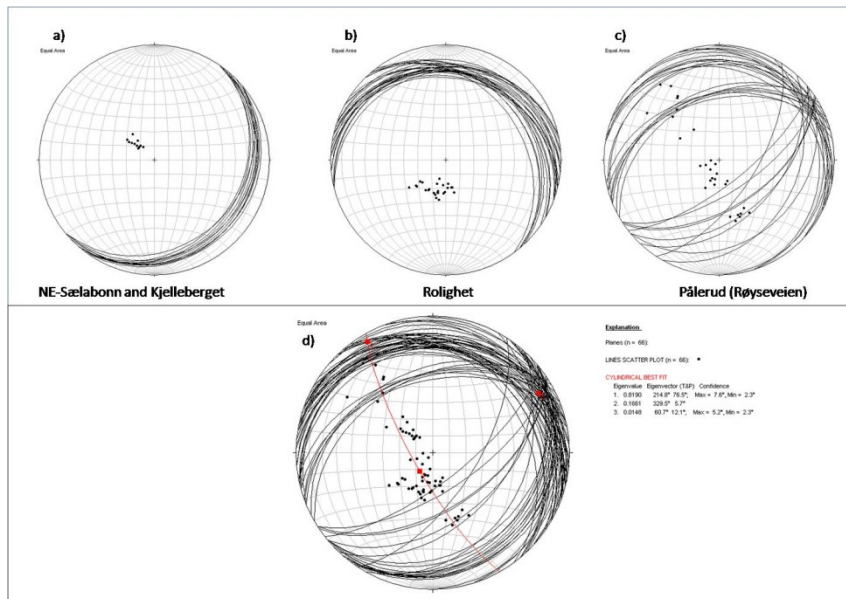 a)
Equal Area
NE-Sælabonn and Kjelleberget
b)
Equal Area
Rolighet
c)
Equal Area
Pålerud (Røyseveien)
d)
Equal Area
Explanation
Planes (n = 66):
LINES SCATTER PLOT (n = 66):
CYLINDRICAL BEST FIT
Eigenvalue Eigenvector (T&P) Confidence
1. 0.8190 214.8° 76.5°; Max = 7.6°, Min = 2.3°
2. 0.1661 329.5° 5.7°
3. 0.0148 60.7° 12.1°; Max = 5.2°, Min = 2.3°